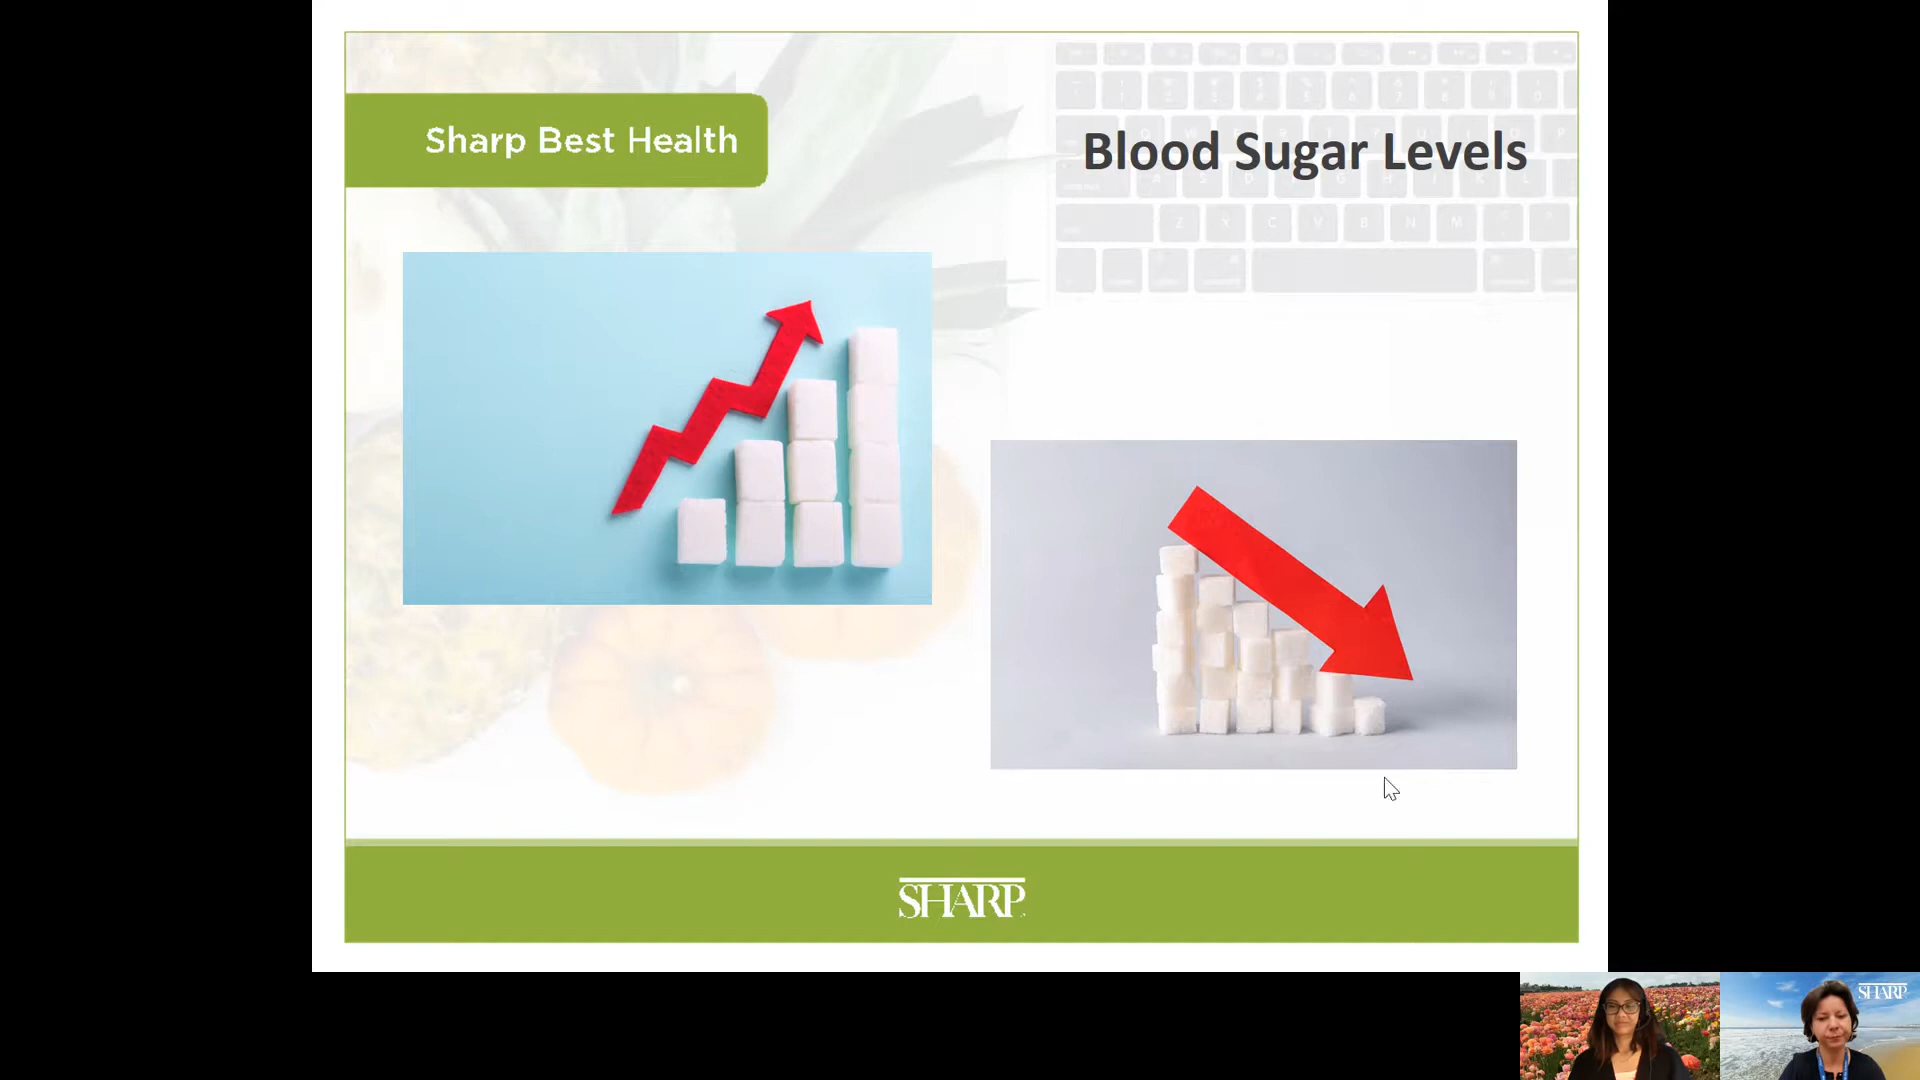 Sharp Best Health
Blood Sugar Levels
Z X C V B N M
SHARP
SHARP